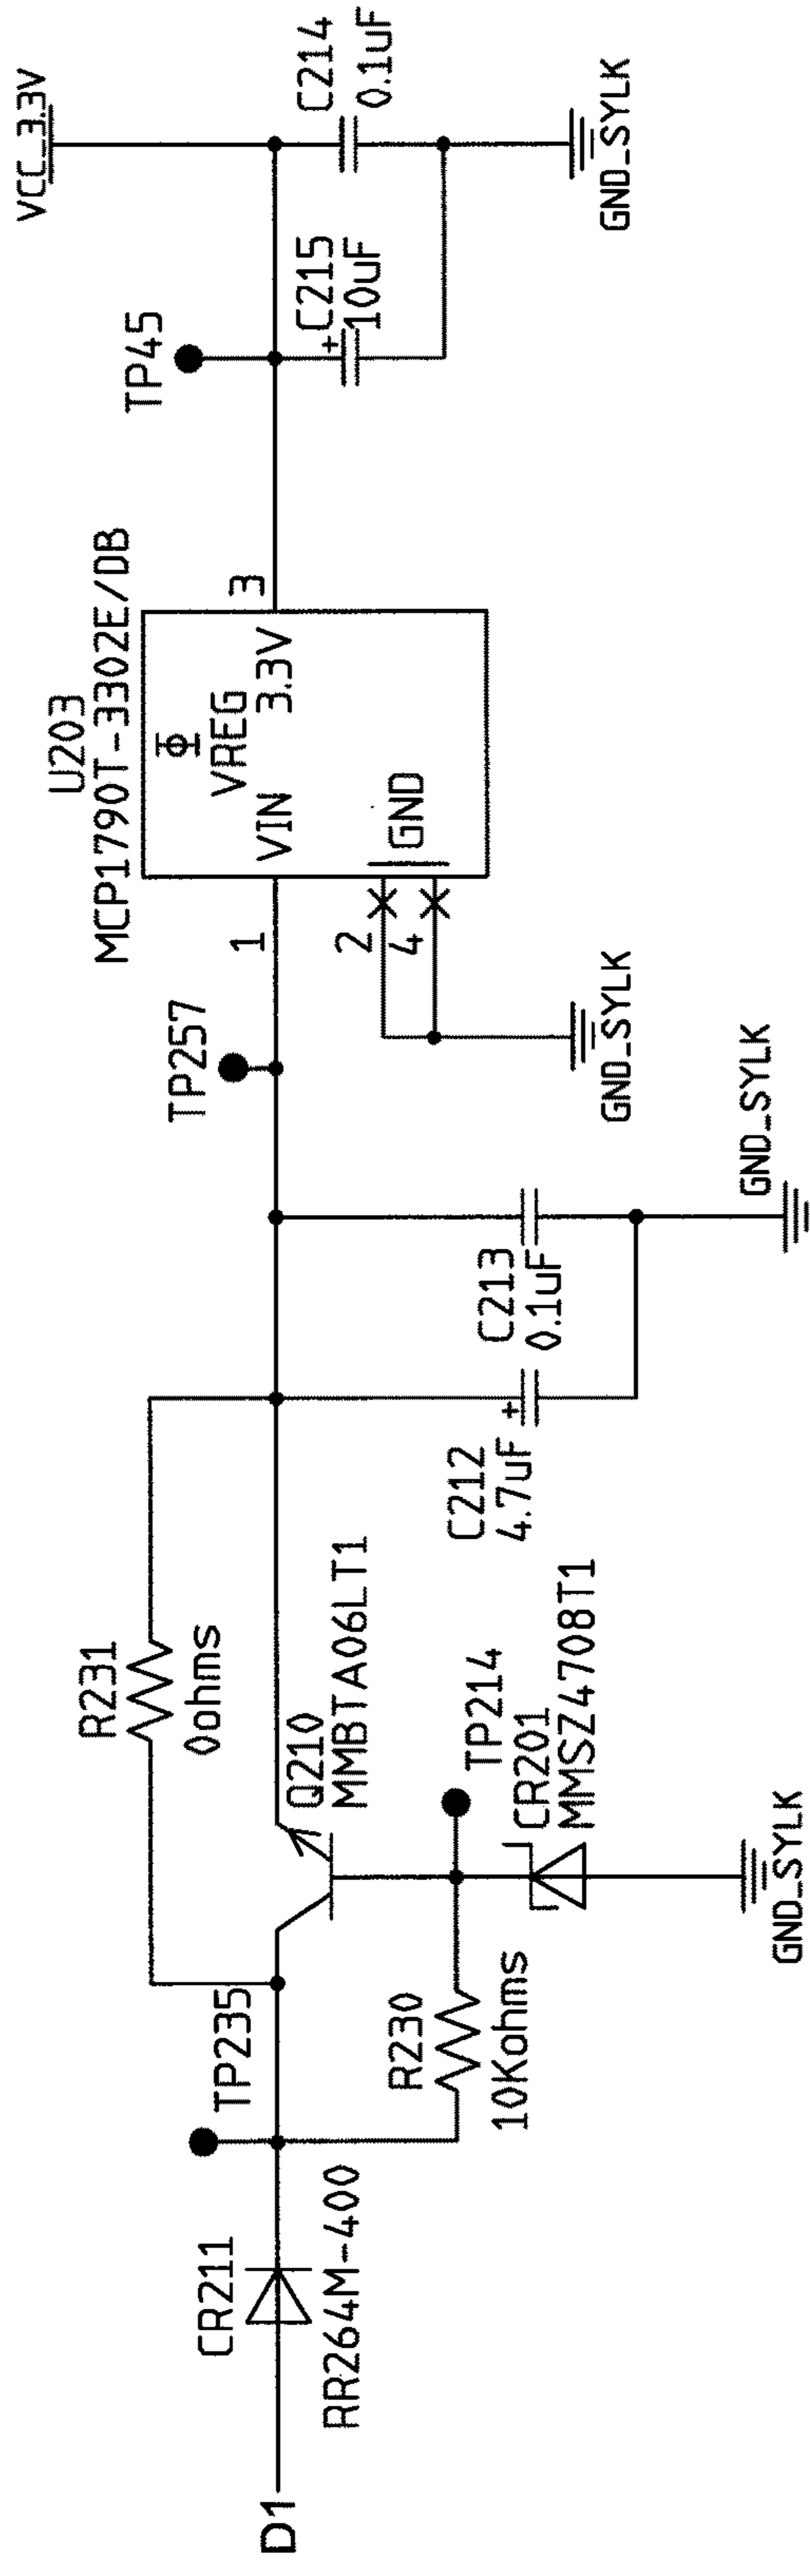 D1
CR211
RR264M-400
TP235
R230
10Kohms
R231
0ohms
Q210
MMBTA06LT1
TP214
CR201
MMSZ4708T1
GND_SYLK
C212
4.7uF
+
C213
0.1uF
GND_SYLK
TP257
1
2
4
GND_SYLK
U203
MCP1790T-3302E/DB
Φ
VREG
VIN
3.3V
GND
3
TP45
+
C215
10uF
VCC_3.3V
C214
0.1uF
GND_SYLK